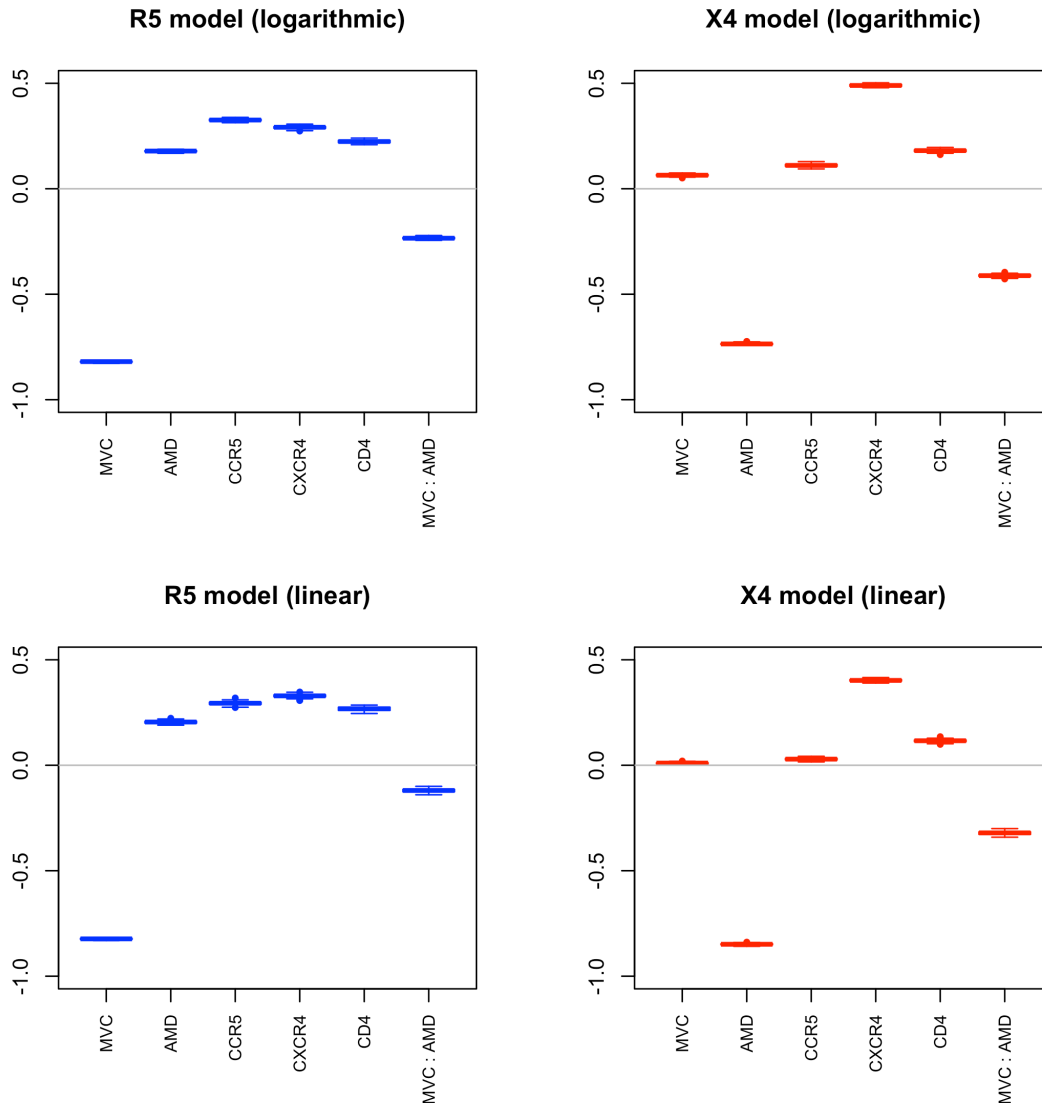 R5 model (logarithmic)
0.5
0.0
-0.5
-1.0
MVC
AMD
CCR5
CXCR4
CD4
MVC : AMD
X4 model (logarithmic)
0.5
0.0
-0.5
-1.0
MVC
AMD
CCR5
CXCR4
CD4
MVC : AMD
R5 model (linear)
0.5
0.0
-0.5
-1.0
MVC
AMD
CCR5
CXCR4
CD4
MVC : AMD
X4 model (linear)
0.5
0.0
-0.5
-1.0
MVC
AMD
CCR5
CXCR4
CD4
MVC : AMD